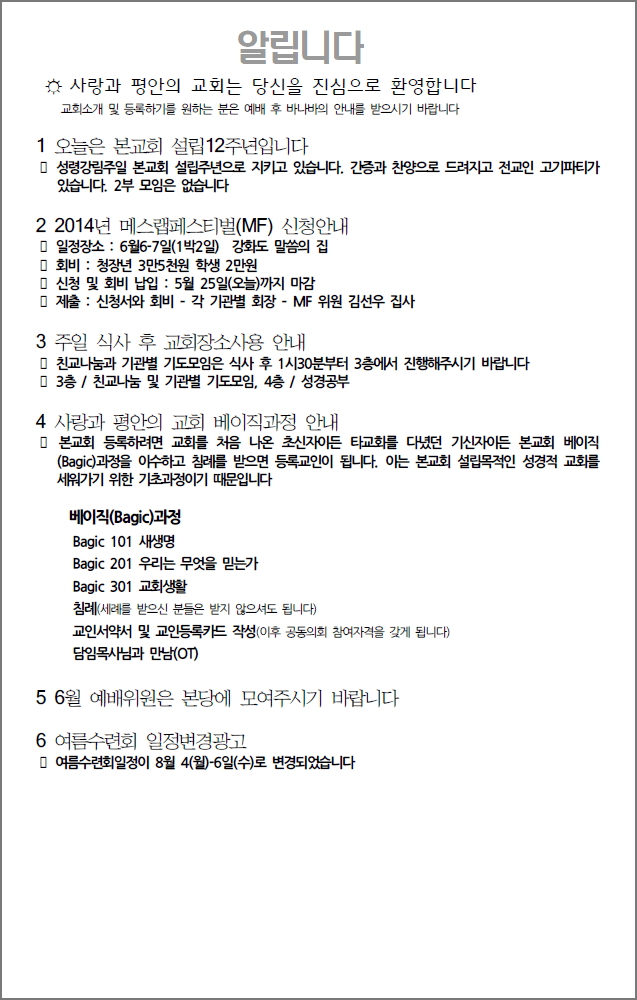 알립니다
☼ 사랑과 평안의 교회는 당신을 진심으로 환영합니다
교회소개 및 등록하기를 원하는 분은 예배 후 바나바의 안내를 받으시기 바랍니다
1 오늘은 본교회 설립12주년입니다
▯ 성령강림주일 본교회 설립주년으로 지키고 있습니다. 간증과 찬양으로 드려지고 전교인 고기파티가
있습니다. 2부 모임은 없습니다
2 2014년 메스랩페스티벌(MF) 신청안내
▯ 일정장소 : 6월6-7일(1박2일) 강화도 말씀의 집
▯ 회비 : 청장년 3만5천원 학생 2만원
▯ 신청 및 회비 납입 : 5월 25일(오늘)까지 마감
▯ 제출 : 신청서와 회비 - 각 기관별 회장 - MF 위원 김선우 집사
3 주일 식사 후 교회장소사용 안내
▯ 친교나눔과 기관별 기도모임은 식사 후 1시30분부터 3층에서 진행해주시기 바랍니다
▯ 3층 / 친교나눔 및 기관별 기도모임, 4층 / 성경공부
4 사랑과 평안의 교회 베이직과정 안내
▯ 본교회 등록하려면 교회를 처음 나온 초신자이든 타교회를 다녔던 기신자이든 본교회 베이직
(Bagic)과정을 이수하고 침례를 받으면 등록교인이 됩니다. 이는 본교회 설립목적인 성경적 교회를
세워가기 위한 기초과정이기 때문입니다
베이직(Bagic)과정
Bagic 101 새생명
Bagic 201 우리는 무엇을 믿는가
Bagic 301 교회생활
침례(세례를 받으신 분들은 받지 않으셔도 됩니다)
교인서약서 및 교인등록카드 작성(이후 공동의회 참여자격을 갖게 됩니다)
담임목사님과 만남(OT)
5 6월 예배위원은 본당에 모여주시기 바랍니다
6 여름수련회 일정변경광고
▯ 여름수련회일정이 8월 4(월)-6일(수)로 변경되었습니다